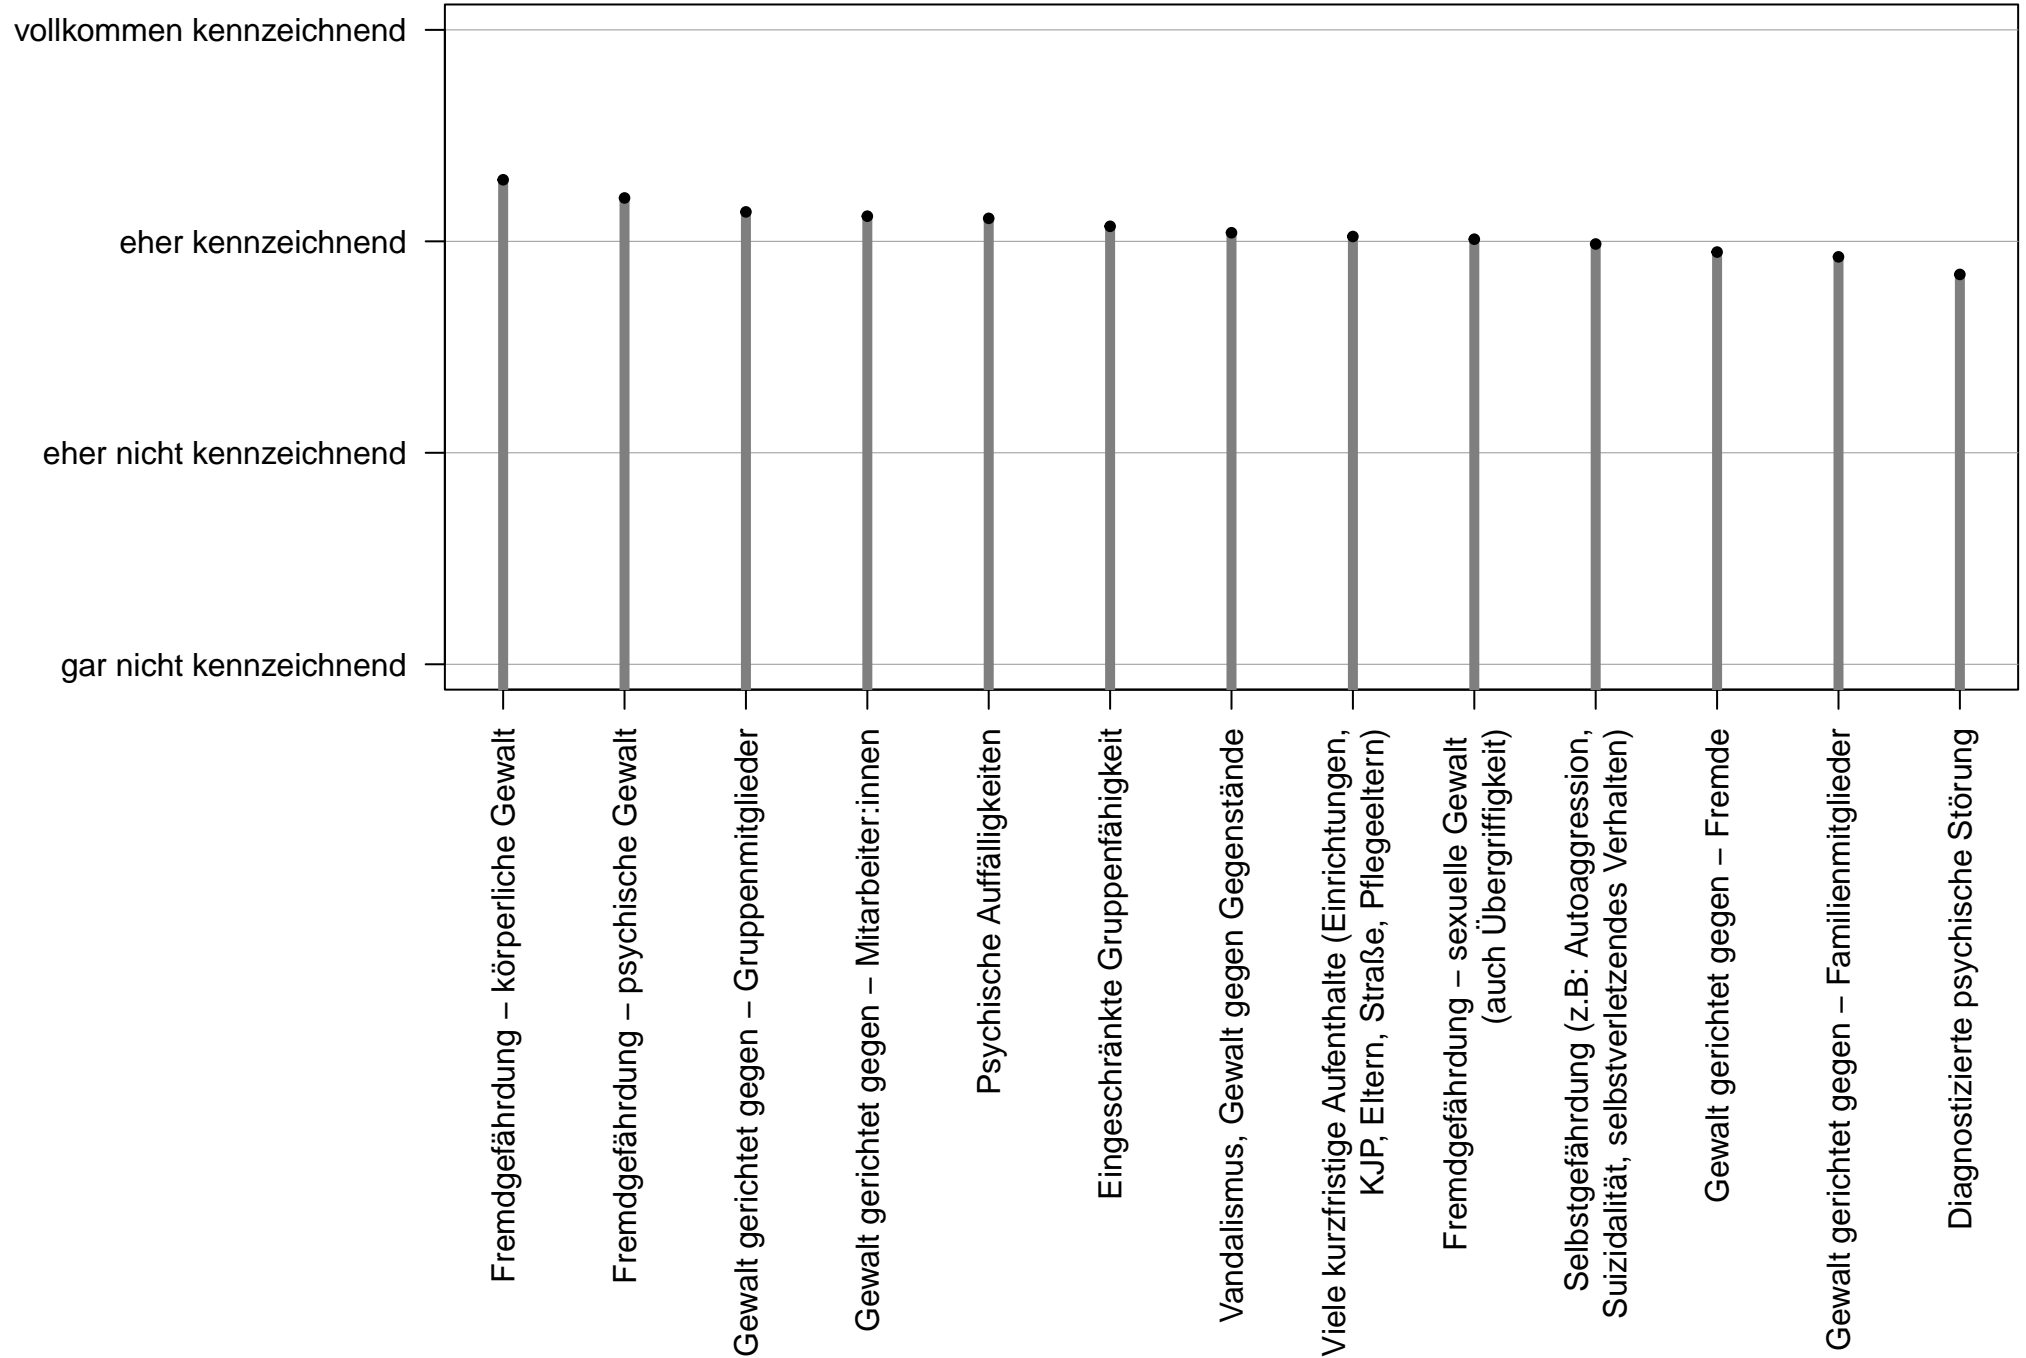 vollkommen kennzeichnend
eher kennzeichnend
eher nicht kennzeichnend
gar nicht kennzeichnend
Fremdgefährdung – körperliche Gewalt
Fremdgefährdung – psychische Gewalt
Gewalt gerichtet gegen – Gruppenmitglieder
Gewalt gerichtet gegen – Mitarbeiter:innen
Psychische Auffälligkeiten
Eingeschränkte Gruppenfähigkeit
Vandalismus, Gewalt gegen Gegenstände
Viele kurzfristige Aufenthalte (Einrichtungen,
KJP, Eltern, Straße, Pflegeeltern)
Fremdgefährdung – sexuelle Gewalt
(auch Übergriffigkeit)
Selbstgefährdung (z.B: Autoaggression,
Suizidalität, selbstverletzendes Verhalten)
Gewalt gerichtet gegen – Fremde
Gewalt gerichtet gegen – Familienmitglieder
Diagnostizierte psychische Störung